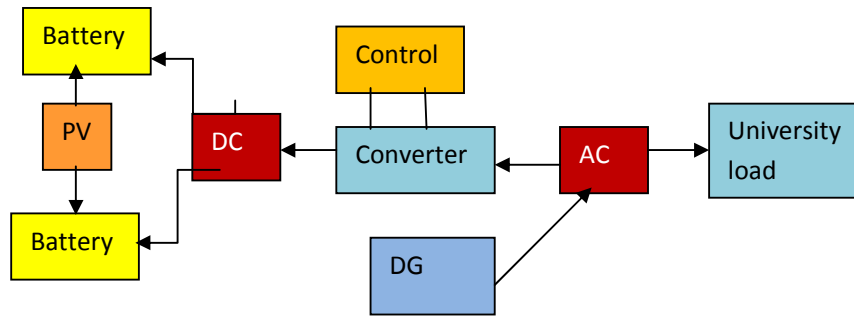 Battery
Control
PV
DC
Converter
AC
University
load
Battery
DG